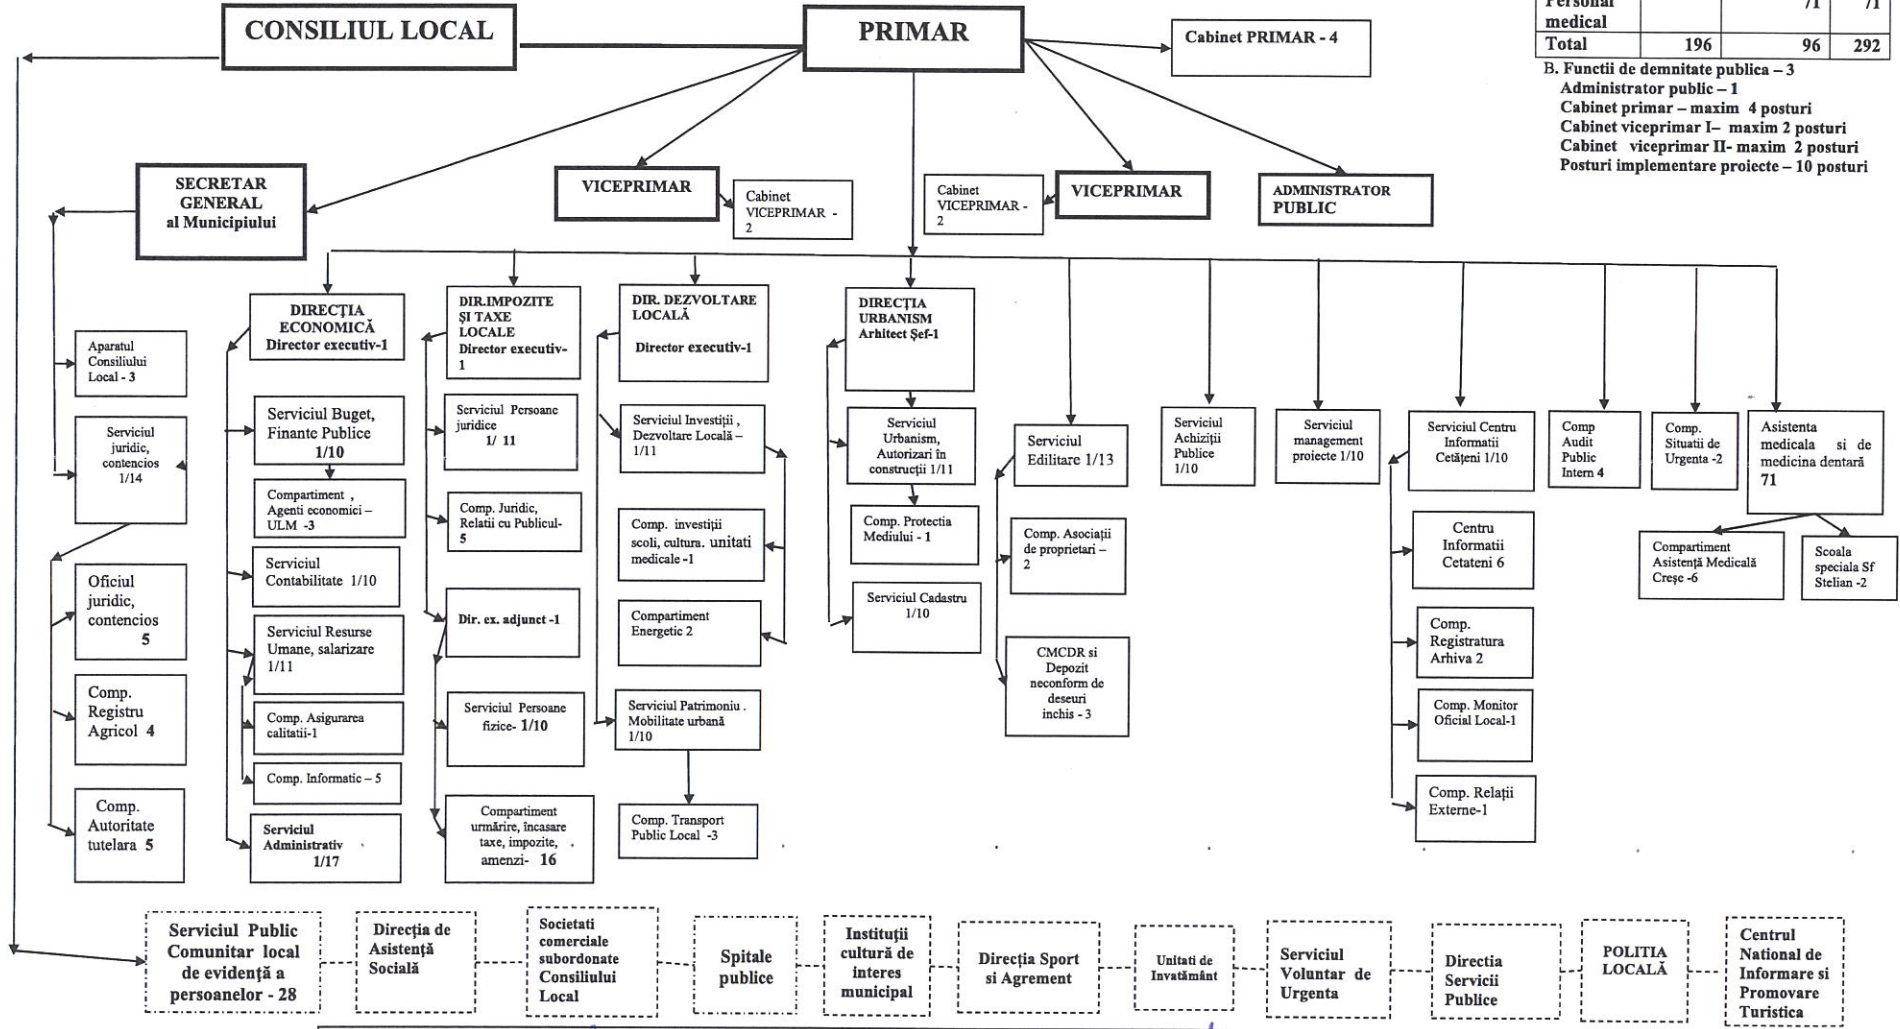 CONSILIUL LOCAL
PRIMAR
Cabinet PRIMAR - 4
Personal 71 71
medical
Total 196 96 292
B. Functii de demnitate publica – 3
Administrator public – 1
Cabinet primar – maxim 4 posturi
Cabinet viceprimar I– maxim 2 posturi
Cabinet viceprimar II- maxim 2 posturi
Posturi implementare proiecte – 10 posturi
SECRETAR
GENERAL
al Municipiului
VICEPRIMAR
Cabinet
VICEPRIMAR -
2
Cabinet
VICEPRIMAR -
2
VICEPRIMAR
ADMINISTRATOR
PUBLIC
Aparatul
Consiliului
Local - 3
Serviciul
juridic,
contencios
1/14
Oficiul
juridic,
contencios
5
Comp.
Registru
Agricol 4
Comp.
Autoritate
tutelara 5
DIRECȚIA
ECONOMICĂ
Director executiv-1
Serviciul Buget,
Finante Publice
1/10
Compartiment ,
Agenti economici –
ULM -3
Serviciul
Contabilitate 1/10
Serviciul Resurse
Umane, salarizare
1/11
Comp. Asigurarea
calitatii-1
Comp. Informatic – 5
Serviciul
Administrativ
1/17
DIR.IMPOZITE
ȘI TAXE
LOCALE
Director executiv-
1
Serviciul Persoane
juridice
1/ 11
Comp. Juridic,
Relatii cu Publicul-
5
Dir. ex. adjunct -1
Serviciul Persoane
fizice- 1/10
Compartiment
urmărire, încasare
taxe, impozite,
amenzi- 16
DIR. DEZVOLTARE
LOCALĂ
Director executiv-1
Serviciul Investiții ,
Dezvoltare Locală –
1/11
Comp. investiții
scoli, cultura. unitati
medicale -1
Compartiment
Energetic 2
Serviciul Patrimoniu .
Mobilitate urbană
1/10
Comp. Transport
Public Local -3
DIRECȚIA
URBANISM
Arhitect Șef-1
Serviciul
Urbanism,
Autorizari în
construcții 1/11
Comp. Protectia
Mediului - 1
Serviciul Cadastru
1/10
Serviciul
Edilitare 1/13
Comp. Asociații
de proprietari –
2
CMCDR si
Depozit
neconform de
deseuri
inchis - 3
Serviciul
Achiziții
Publice
1/10
Serviciul
management
proiecte 1/10
Serviciul Centru
Informatii
Cetățeni 1/10
Centru
Informatii
Cetateni 6
Comp.
Registratura
Arhiva 2
Comp. Monitor
Oficial Local-1
Comp. Relații
Externe-1
Comp
Audit
Public
Intern 4
Comp.
Situatii de
Urgenta -2
Asistenta
medicala si de
medicina dentară
71
Compartiment
Asistență Medicală
Creșe -6
Scoala
speciala Sf
Stelian -2
Serviciul Public
Comunitar local
de evidență a
persoanelor - 28
Direcția de
Asistență
Socială
Societati
comerciale
subordonate
Consiliului
Local
Spitale
publice
Instituții
cultură de
interes
municipal
Direcția Sport
si Agrement
Unitati de
Invatământ
Serviciul
Voluntar de
Urgenta
Directia
Servicii
Publice
POLITIA
LOCALĂ
Centrul
National de
Informare si
Promovare
Turistica